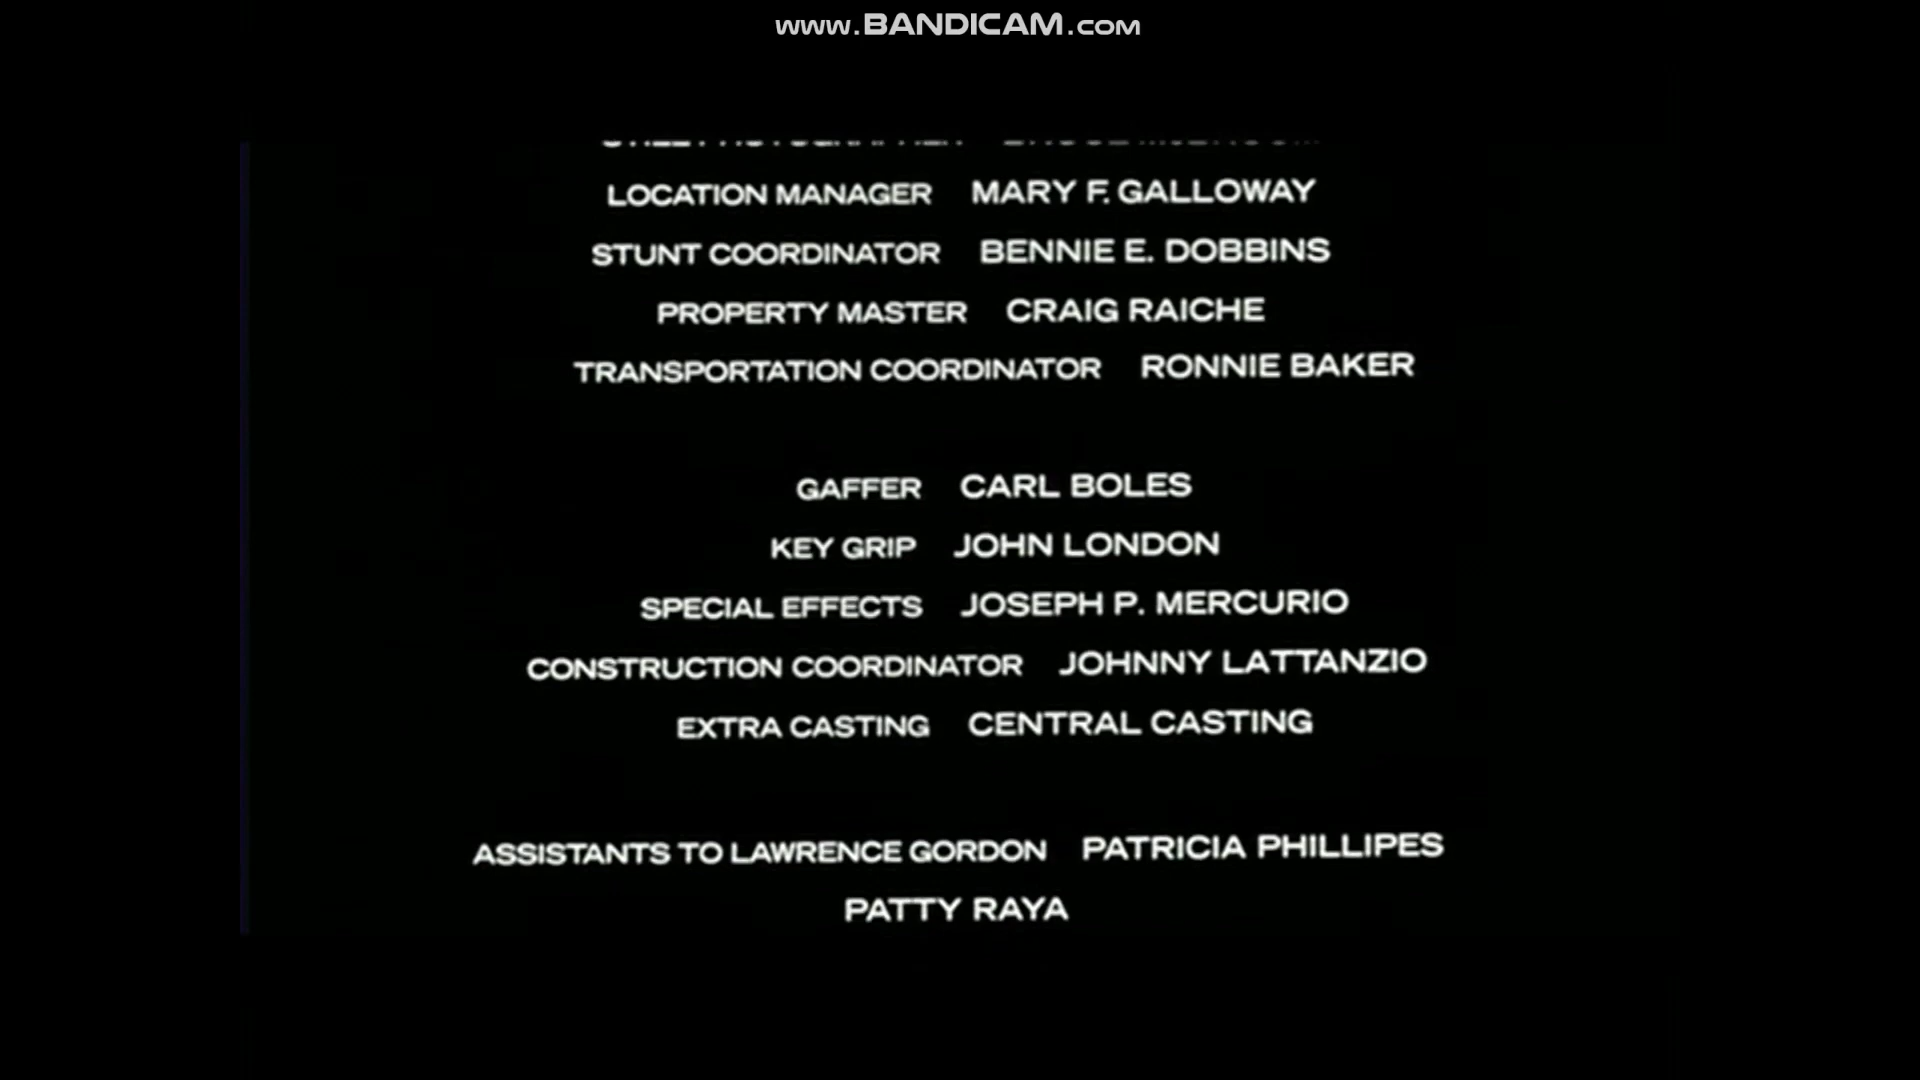 www.BANDICAM.com
LOCATION MANAGER MARY F. GALLOWAY
STUNT COORDINATOR BENNIE E. DOBBINS
PROPERTY MASTER CRAIG RAICHE
TRANSPORTATION COORDINATOR RONNIE BAKER
GAFFER CARL BOLES
KEY GRIP JOHN LONDON
SPECIAL EFFECTS JOSEPH P. MERCURIO
CONSTRUCTION COORDINATOR JOHNNY LATTANZIO
EXTRA CASTING CENTRAL CASTING
ASSISTANTS TO LAWRENCE GORDON PATRICIA PHILLIPES
PATTY RAYA